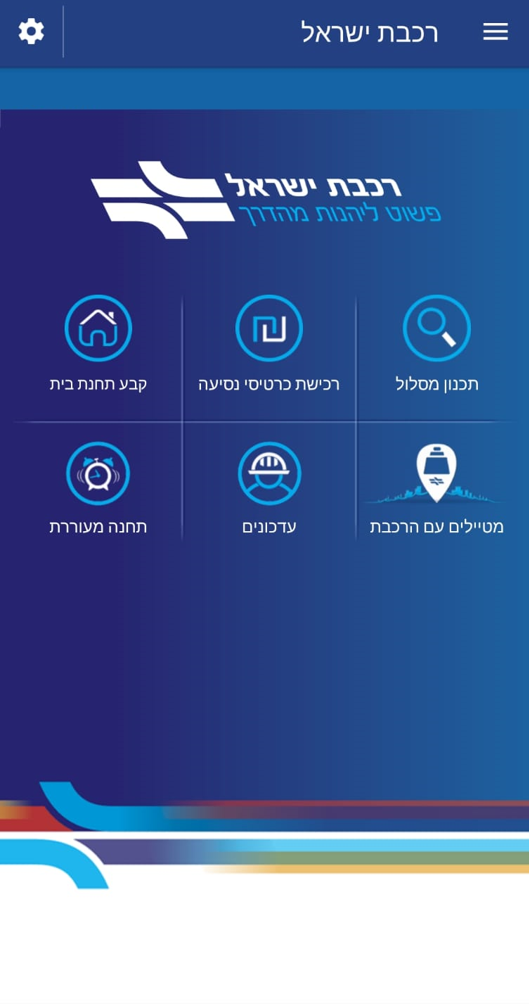 רכבת ישראל
רכבת ישראל
פשוט ליהנות מהדרך
תכנון מסלול
רכישת כרטיסי נסיעה
קבע תחנת בית
מטיילים עם הרכבת
עדכונים
תחנה מעוררת